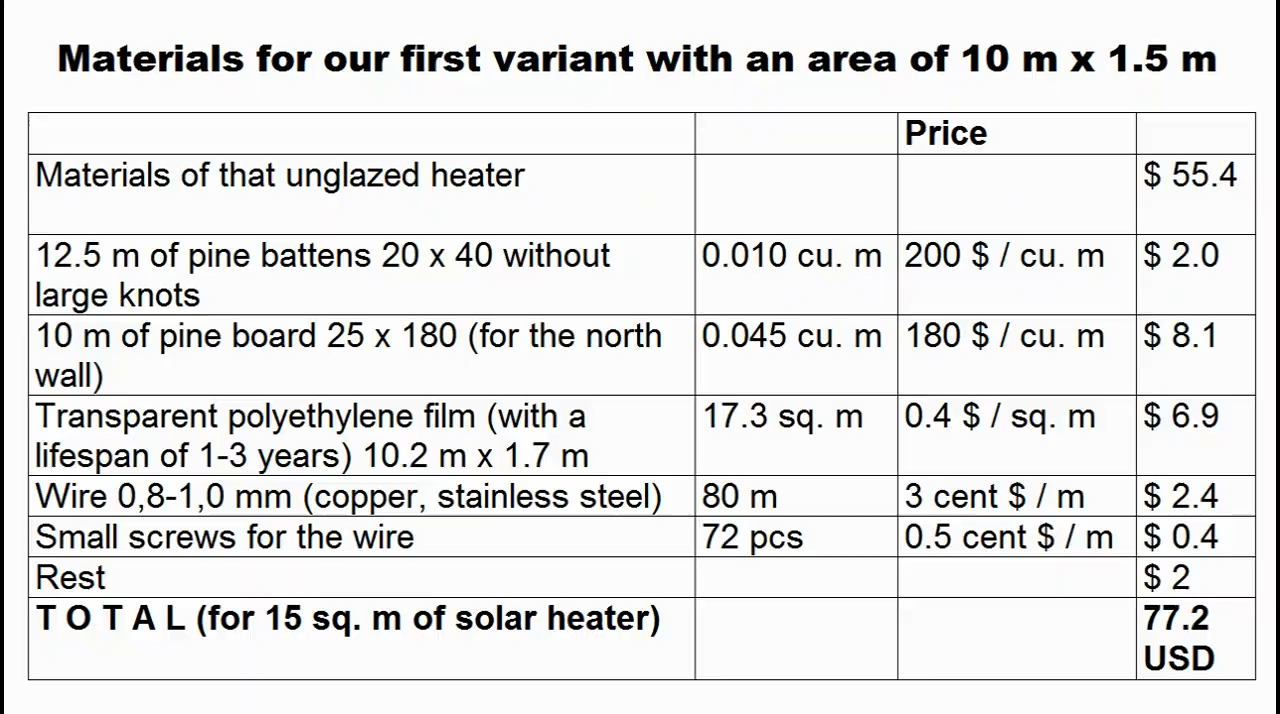 Materials for our first variant with an area of 10 m x 1.5 m
Price
Materials of that unglazed heater $ 55.4
12.5 m of pine battens 20 x 40 without 0.010 cu. m 200 $ / cu. m $ 2.0
large knots
10 m of pine board 25 x 180 (for the north 0.045 cu. m 180 $ / cu. m $ 8.1
wall)
Transparent polyethylene film (with a 17.3 sq. m 0.4 $ / sq. m $ 6.9
lifespan of 1-3 years) 10.2 m x 1.7 m
Wire 0,8-1,0 mm (copper, stainless steel) 80 m 3 cent $ / m $ 2.4
Small screws for the wire 72 pcs 0.5 cent $ / m $ 0.4
Rest $ 2
T O T A L (for 15 sq. m of solar heater) 77.2
USD